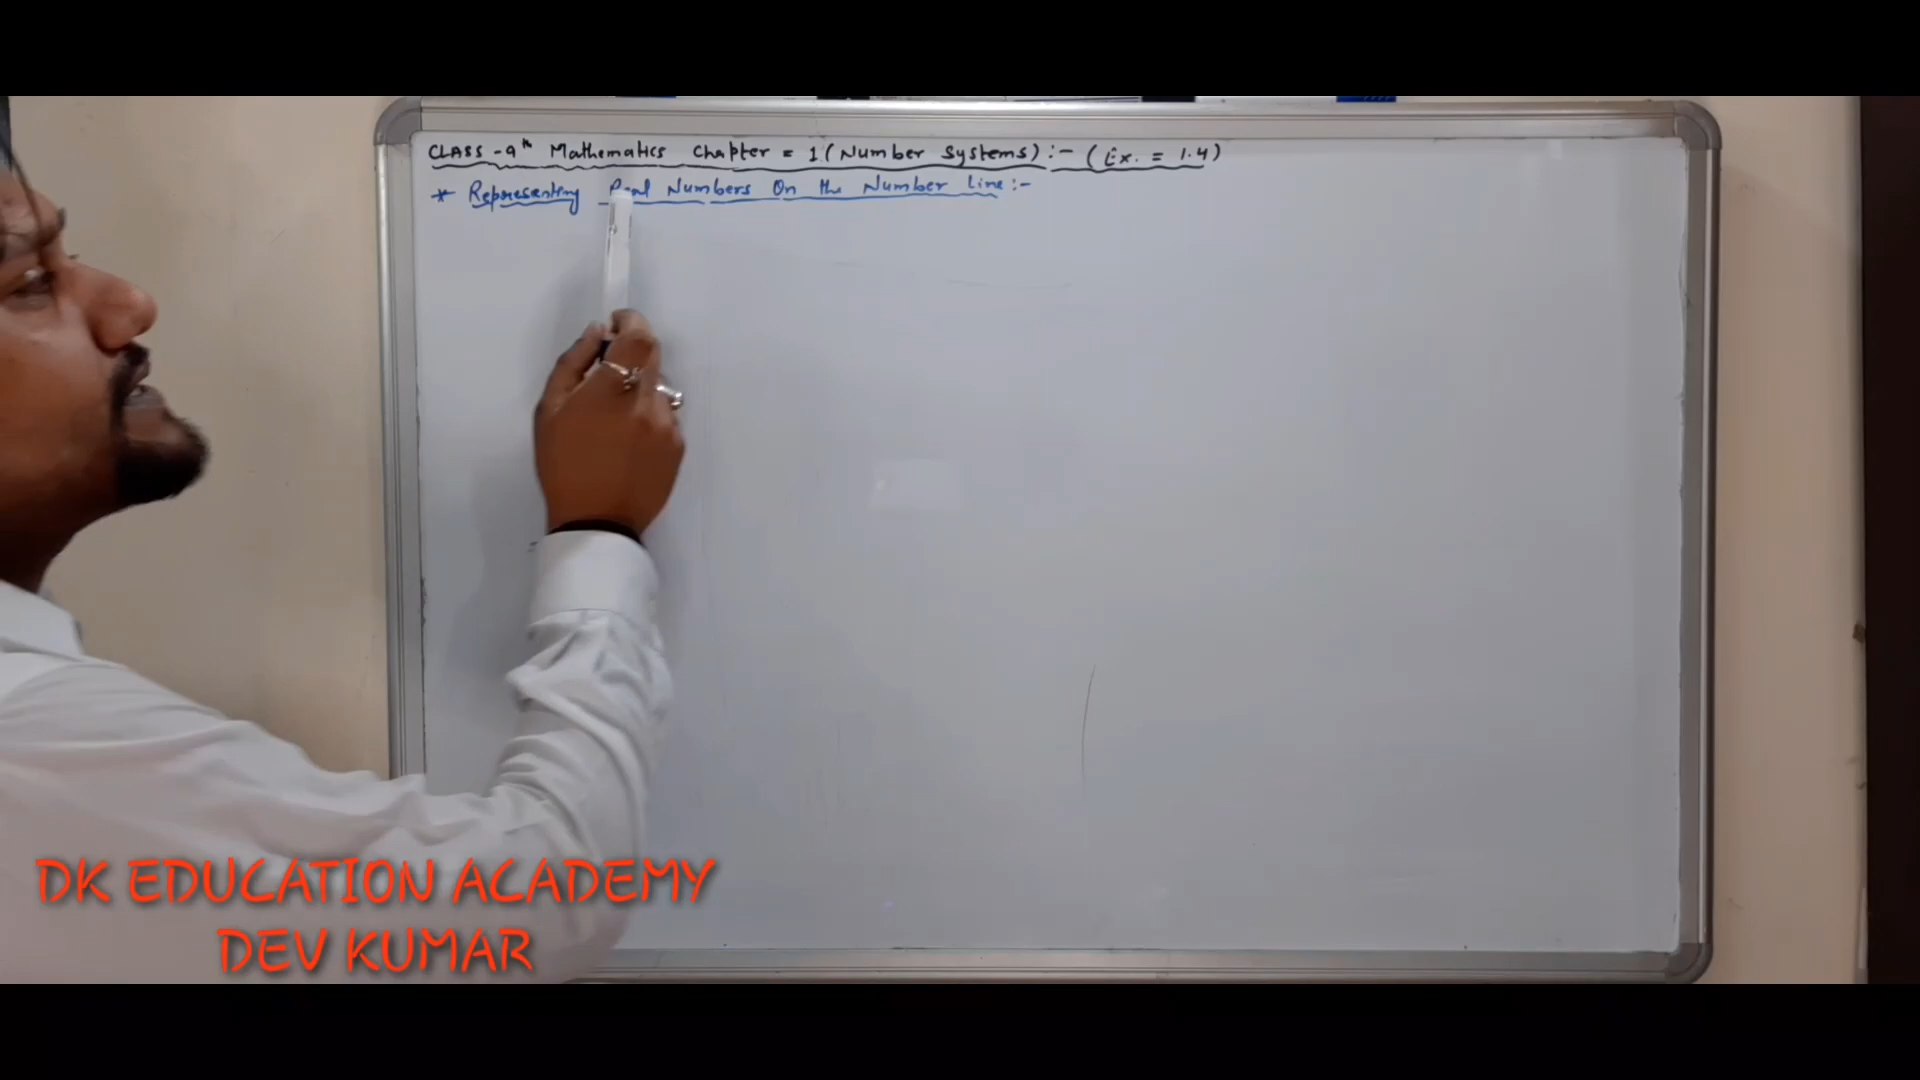 CLASS-9th Mathematics Chapter = 1 (Number Systems):- (Ex. = 1.4)
* Representing Real Numbers On the Number Line:-
DK EDUCATION ACADEMY
DEV KUMAR